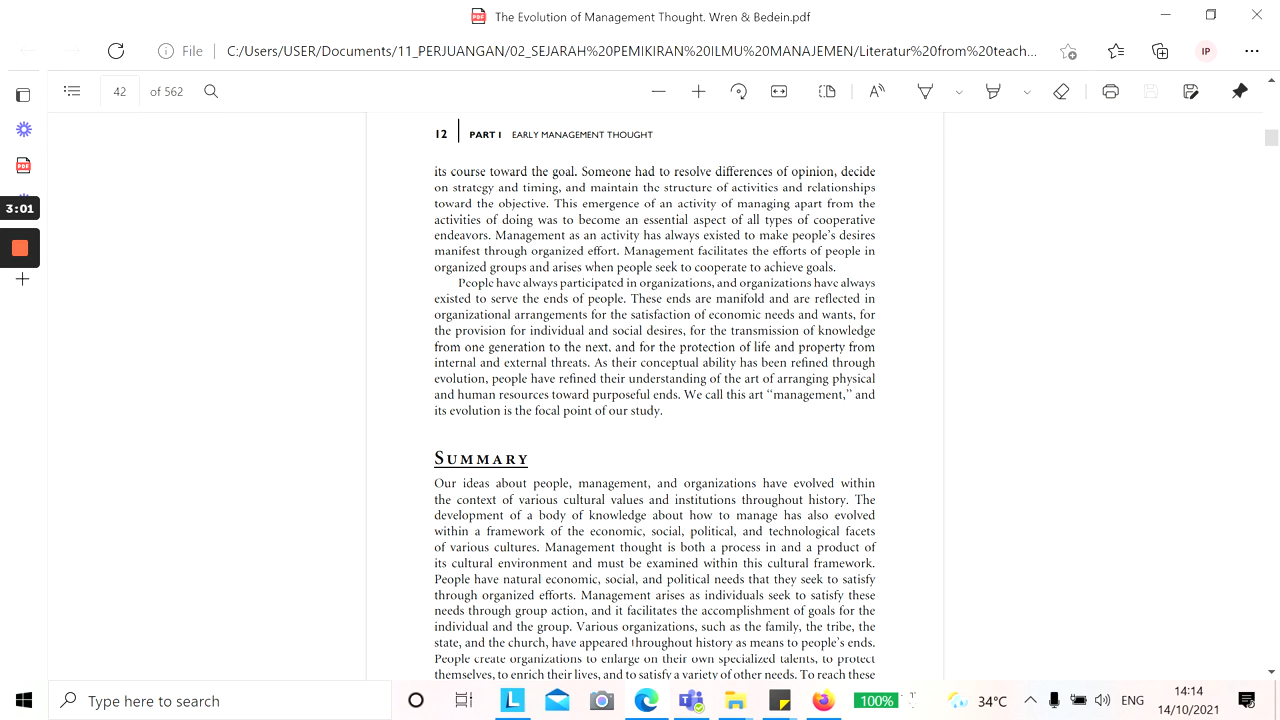 The Evolution of Management Thought. Wren & Bedein.pdf
File
C:/Users/USER/Documents/11_PERJUANGAN/02_SEJARAH%20PEMIKIRAN%20ILMU%20MANAJEMEN/Literatur%20from%20teach...
IP
42 of 562
3:01
12 PART I EARLY MANAGEMENT THOUGHT
its course toward the goal. Someone had to resolve differences of opinion, decide
on strategy and timing, and maintain the structure of activities and relationships
toward the objective. This emergence of an activity of managing apart from the
activities of doing was to become an essential aspect of all types of cooperative
endeavors. Management as an activity has always existed to make people's desires
manifest through organized effort. Management facilitates the efforts of people in
organized groups and arises when people seek to cooperate to achieve goals.
People have always participated in organizations, and organizations have always
existed to serve the ends of people. These ends are manifold and are reflected in
organizational arrangements for the satisfaction of economic needs and wants, for
the provision for individual and social desires, for the transmission of knowledge
from one generation to the next, and for the protection of life and property from
internal and external threats. As their conceptual ability has been refined through
evolution, people have refined their understanding of the art of arranging physical
and human resources toward purposeful ends. We call this art "management," and
its evolution is the focal point of our study.
SUMMARY
Our ideas about people, management, and organizations have evolved within
the context of various cultural values and institutions throughout history. The
development of a body of knowledge about how to manage has also evolved
within a framework of the economic, social, political, and technological facets
of various cultures. Management thought is both a process in and a product of
its cultural environment and must be examined within this cultural framework.
People have natural economic, social, and political needs that they seek to satisfy
through organized efforts. Management arises as individuals seek to satisfy these
needs through group action, and it facilitates the accomplishment of goals for the
individual and the group. Various organizations, such as the family, the tribe, the
state, and the church, have appeared throughout history as means to people's ends.
People create organizations to enlarge on their own specialized talents, to protect
themselves, to enrich their lives, and to satisfy a variety of other needs. To reach these
Type here to search
100%
34°C
ENG
14:14
14/10/2021